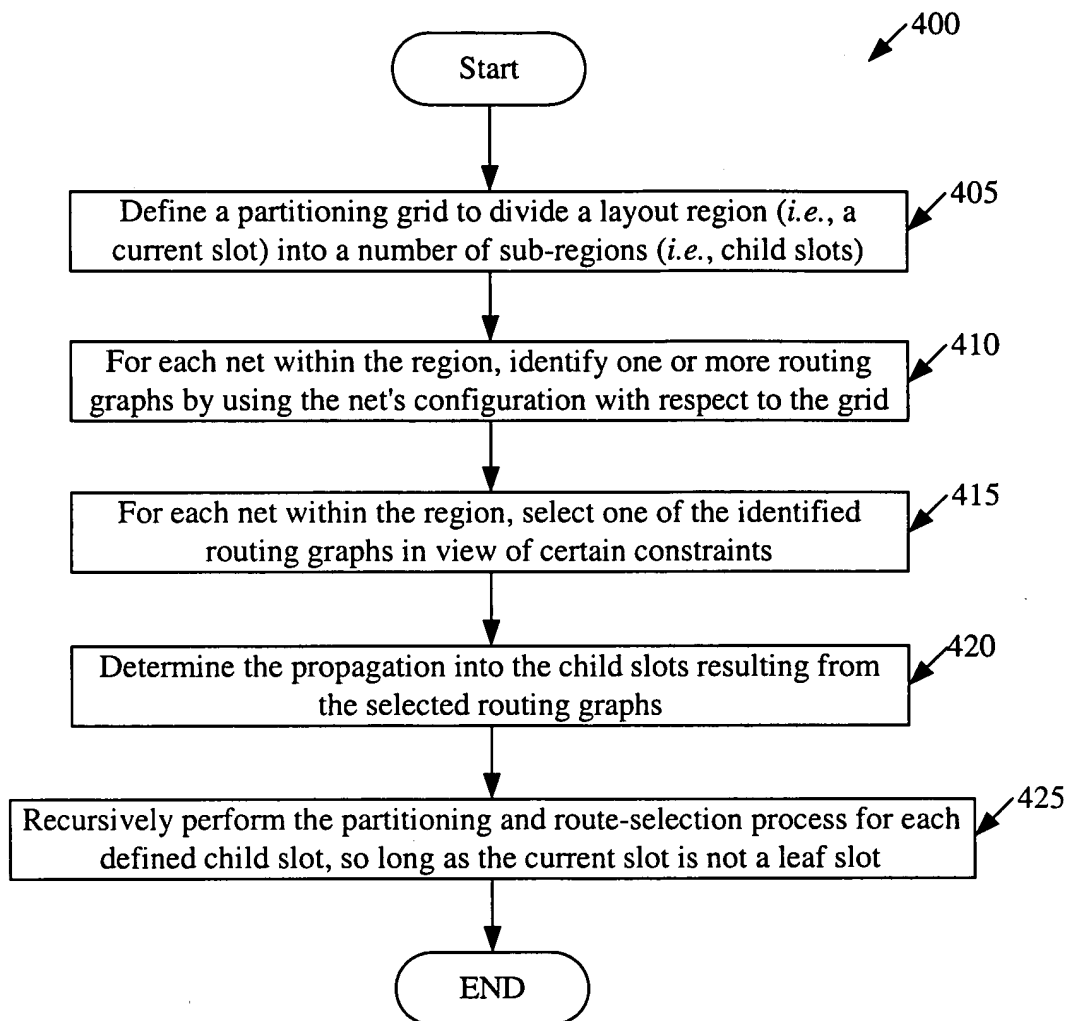 400
Start
405
Define a partitioning grid to divide a layout region (i.e., a
current slot) into a number of sub-regions (i.e., child slots)
410
For each net within the region, identify one or more routing
graphs by using the net's configuration with respect to the grid
415
For each net within the region, select one of the identified
routing graphs in view of certain constraints
420
Determine the propagation into the child slots resulting from
the selected routing graphs
425
Recursively perform the partitioning and route-selection process for each
defined child slot, so long as the current slot is not a leaf slot
END